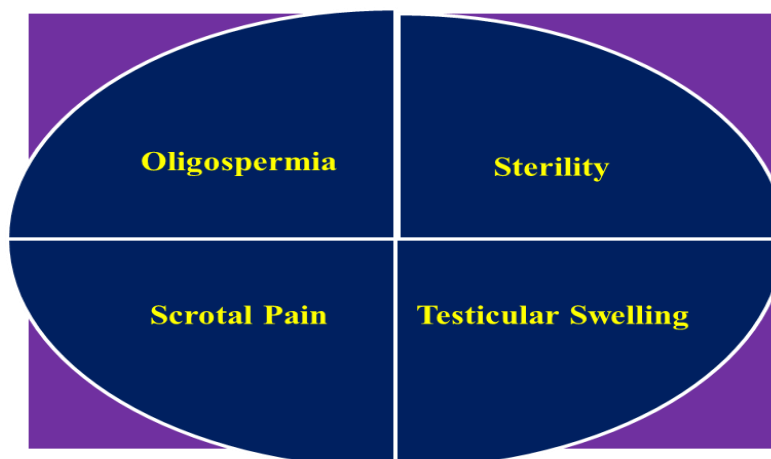 Oligospermia
Sterility
Scrotal Pain
Testicular Swelling